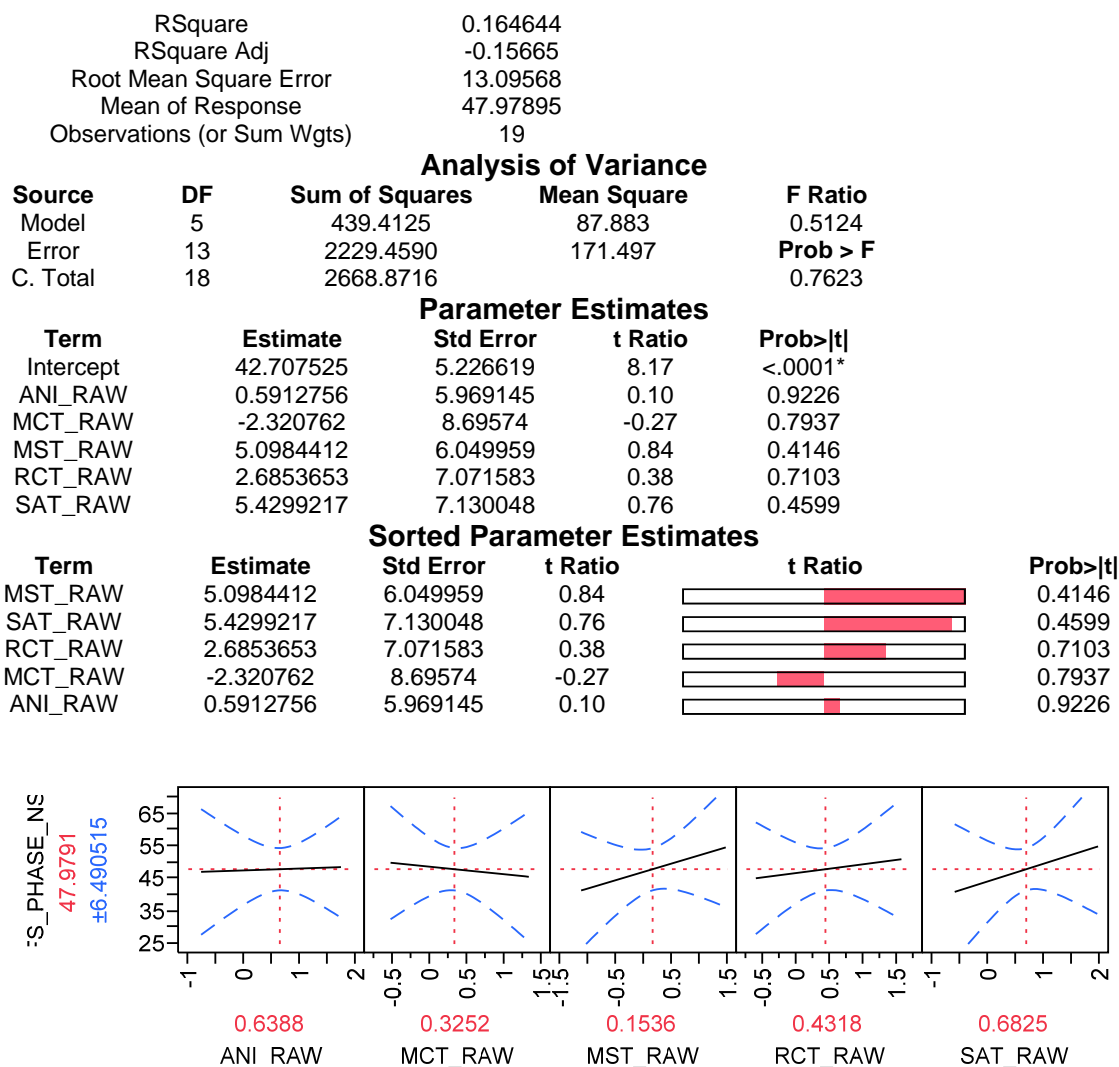 RSquare 0.164644
RSquare Adj -0.15665
Root Mean Square Error 13.09568
Mean of Response 47.97895
Observations (or Sum Wgts) 19
Analysis of Variance
Source DF Sum of Squares Mean Square F Ratio
Model 5 439.4125 87.883 0.5124
Error 13 2229.4590 171.497 Prob > F
C. Total 18 2668.8716 0.7623
Parameter Estimates
Term Estimate Std Error t Ratio Prob>|t|
Intercept 42.707525 5.226619 8.17 <.0001*
ANI_RAW 0.5912756 5.969145 0.10 0.9226
MCT_RAW -2.320762 8.69574 -0.27 0.7937
MST_RAW 5.0984412 6.049959 0.84 0.4146
RCT_RAW 2.6853653 7.071583 0.38 0.7103
SAT_RAW 5.4299217 7.130048 0.76 0.4599
Sorted Parameter Estimates
Term Estimate Std Error t Ratio t Ratio Prob>|t|
MST_RAW 5.0984412 6.049959 0.84 0.4146
SAT_RAW 5.4299217 7.130048 0.76 0.4599
RCT_RAW 2.6853653 7.071583 0.38 0.7103
MCT_RAW -2.320762 8.69574 -0.27 0.7937
ANI_RAW 0.5912756 5.969145 0.10 0.9226
S_PHASE_NS
47.9791
±6.490515
65
55
45
35
25
-1 0 1 2 -0.5 0 0.5 1 1.5 -1.5 -0.5 0 0.5 1.5 -0.5 0 0.5 1 1.5 -1 0 1 2
0.6388 0.3252 0.1536 0.4318 0.6825
ANI_RAW MCT_RAW MST_RAW RCT_RAW SAT_RAW